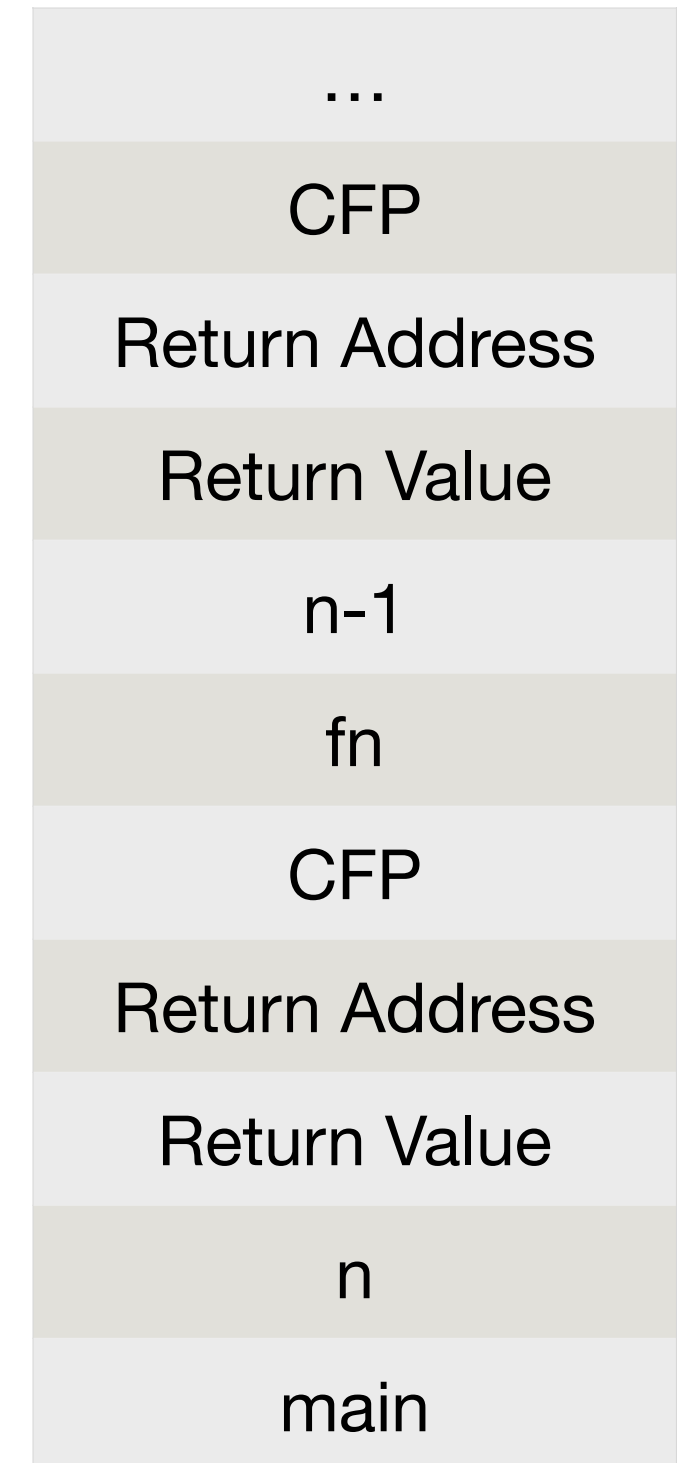 ...
CFP
Return Address
Return Value
n-1
fn
CFP
Return Address
Return Value
n
main